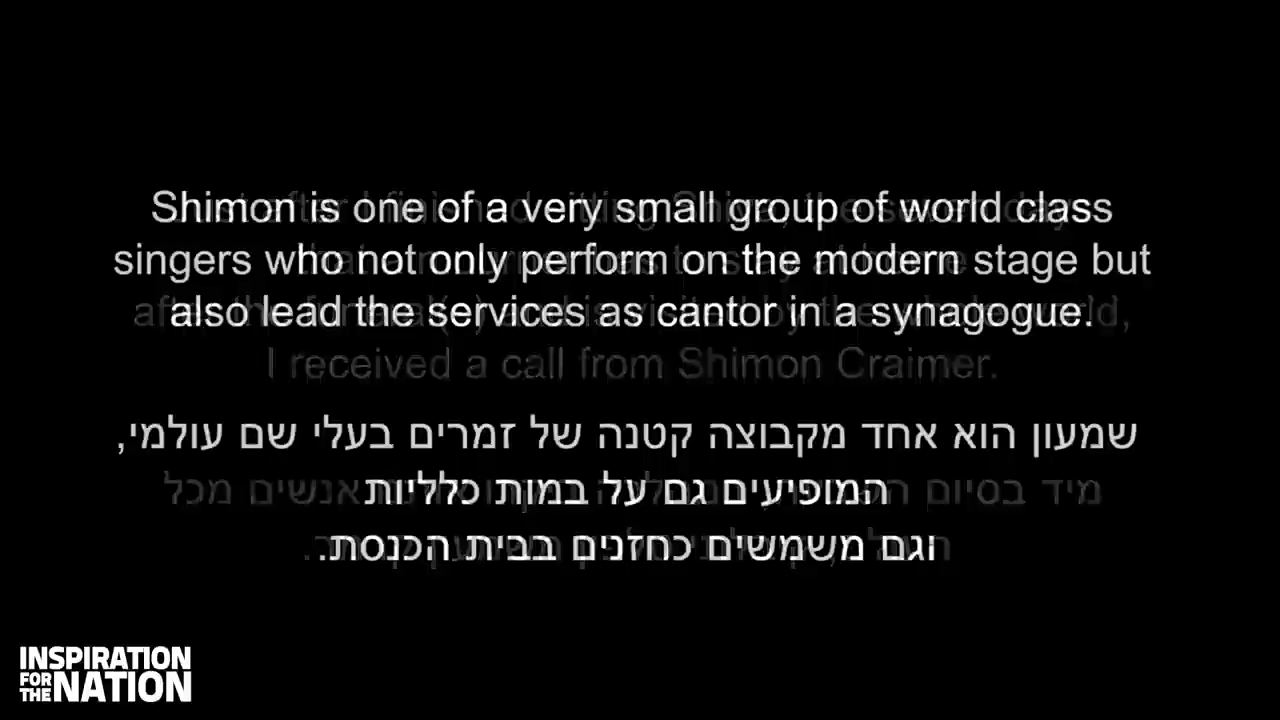 Shimon is one of a very small group of world class
singers who not only perform on the modern stage but
also lead the services as cantor in a synagogue.
I received a call from Shimon Craimer.
שמעון הוא אחד מקבוצה קטנה של זמרים בעלי שם עולמי,
המופיעים גם על במות כלליות
וגם משמשים כחזנים בבית הכנסת.
INSPIRATION
FOR THE NATION